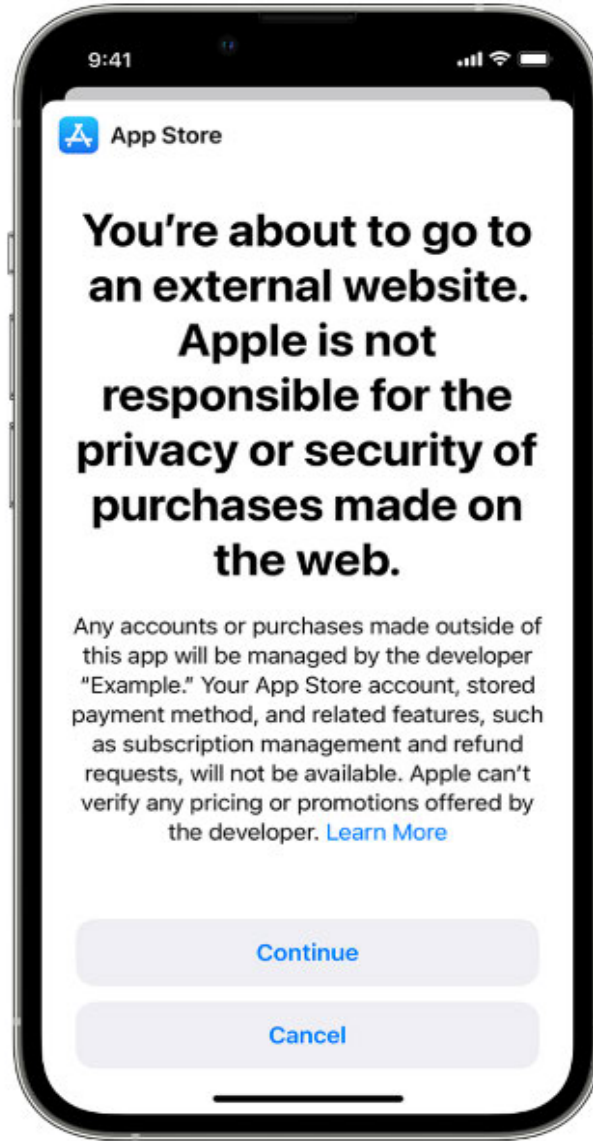 9:41
App Store
You’re about to go to
an external website.
Apple is not
responsible for the
privacy or security of
purchases made on
the web.
Any accounts or purchases made outside of
this app will be managed by the developer
“Example.” Your App Store account, stored
payment method, and related features, such
as subscription management and refund
requests, will not be available. Apple can’t
verify any pricing or promotions offered by
the developer. Learn More
Continue
Cancel